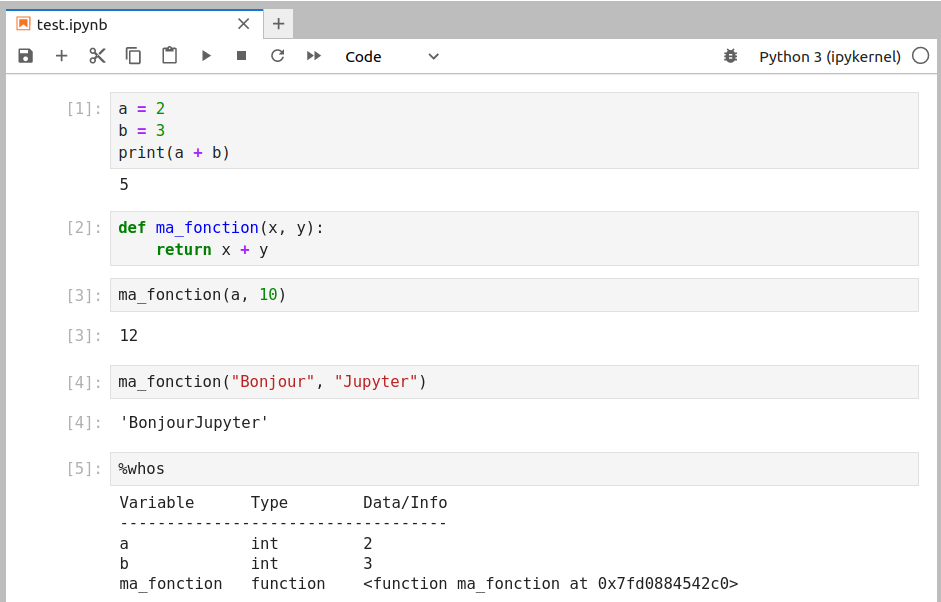 test.ipynb
Code
Python 3 (ipykernel)
[1]:
a = 2
b = 3
print(a + b)
5
[2]:
def ma_fonction(x, y):
    return x + y
[3]:
ma_fonction(a, 10)
[3]:
12
[4]:
ma_fonction("Bonjour", "Jupyter")
[4]:
'BonjourJupyter'
[5]:
%whos
Variable      Type        Data/Info
-----------------------------------
a             int         2
b             int         3
ma_fonction   function    <function ma_fonction at 0x7fd0884542c0>